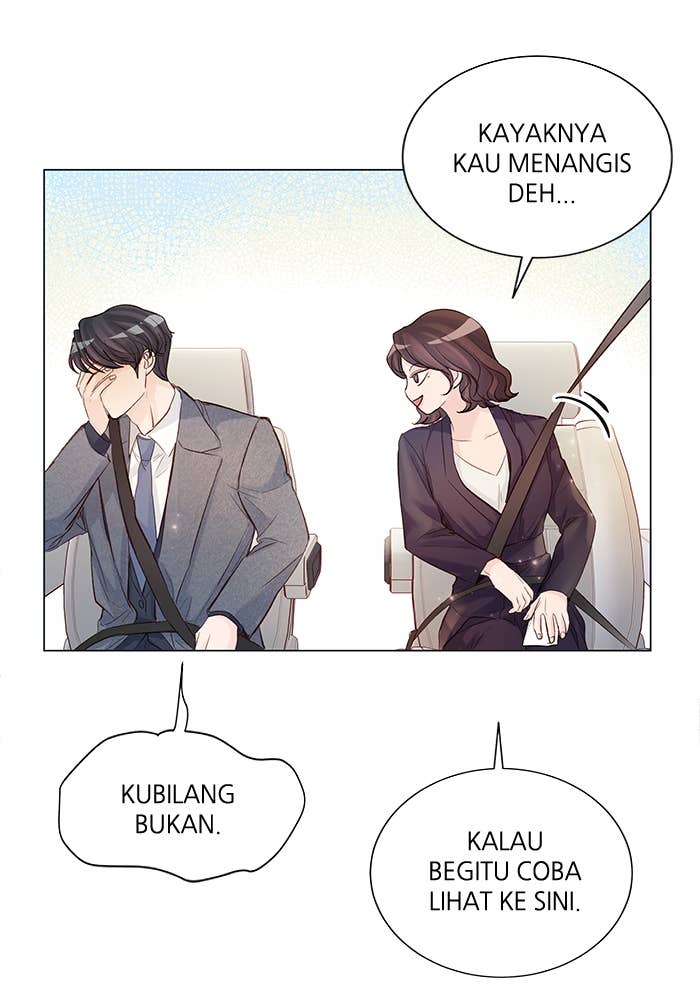 KAYAKNYA
KAU MENANGIS
DEH...
KUBILANG
BUKAN.
KALAU
BEGITU COBA
LIHAT KE SINI.